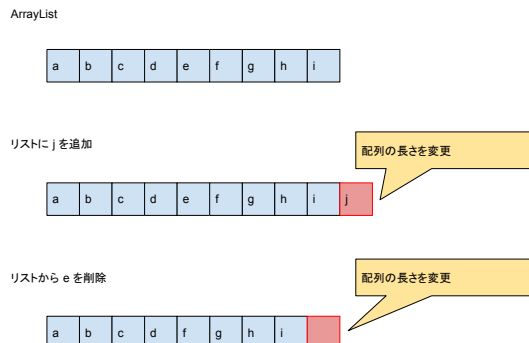 ArrayList
a b c d e f g h i
リストに j を追加
配列の長さを変更
a b c d e f g h i j
リストから e を削除
配列の長さを変更
a b c d f g h i